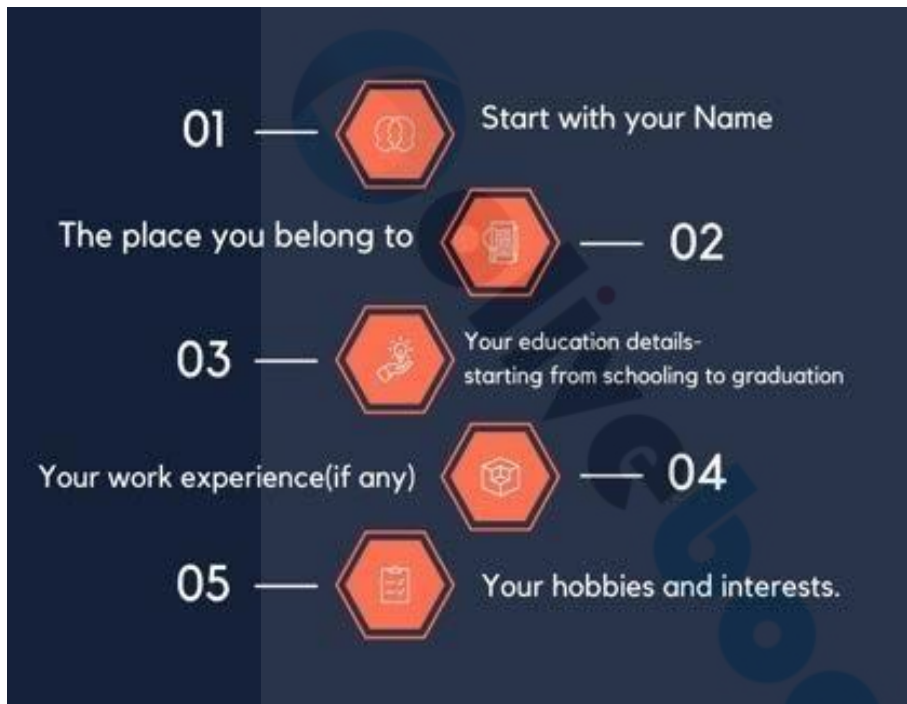 01
Start with your Name
The place you belong to
02
03
Your education details-
starting from schooling to graduation
Your work experience(if any)
04
05
Your hobbies and interests.